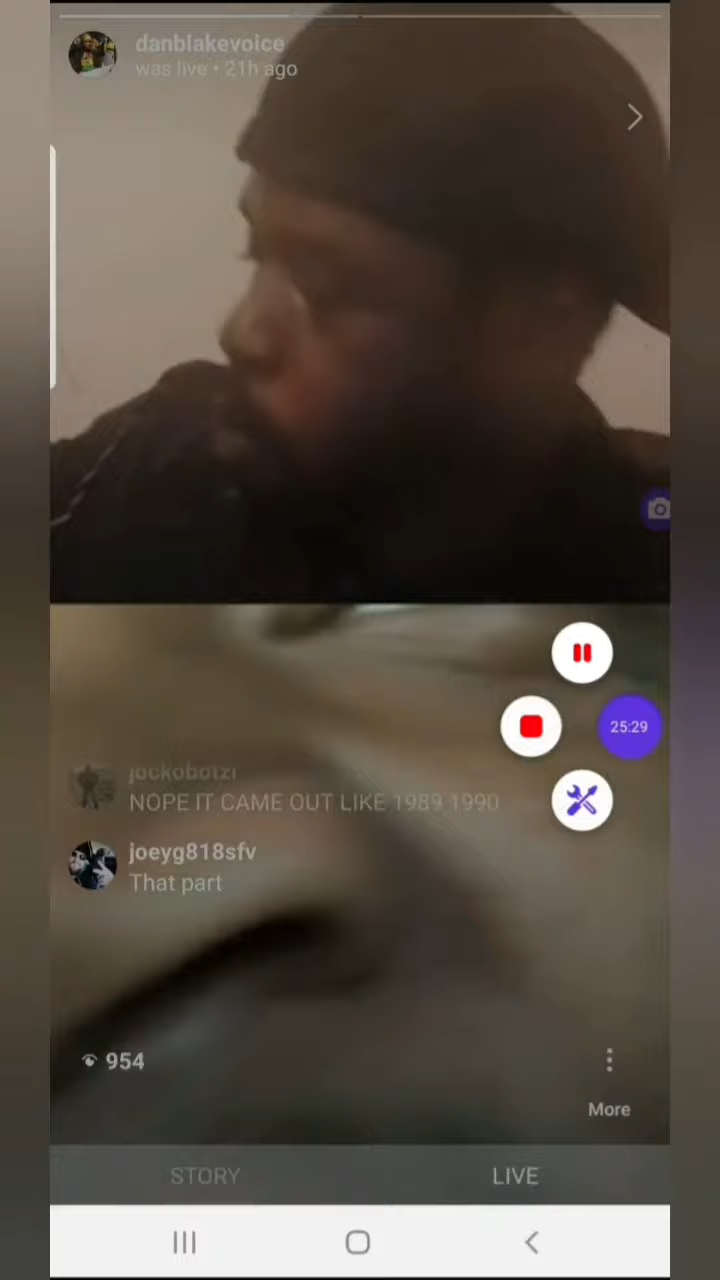 danblakevoice
was live • 21h ago
25:29
jockobotzi
NOPE IT CAME OUT LIKE 1989 1990
joeyg818sfv
That part
954
More
STORY
LIVE